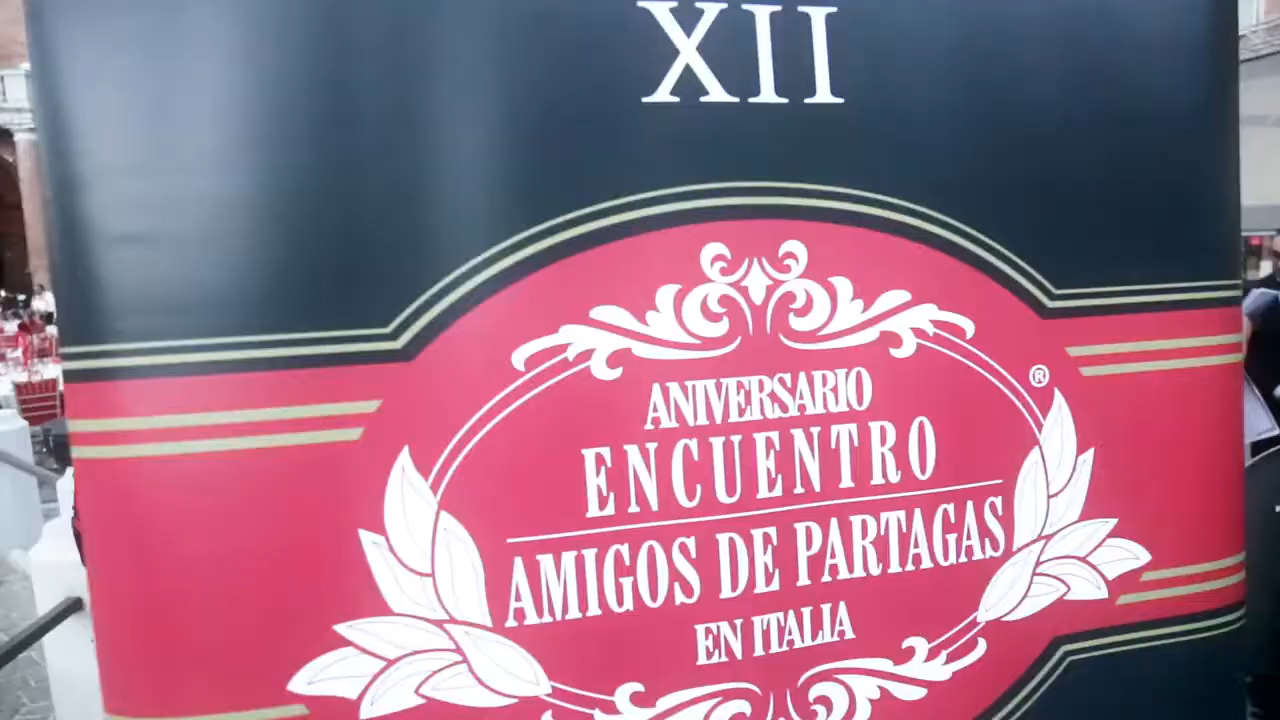 XII
ANIVERSARIO
ENCUENTRO
AMIGOS DE PARTAGAS
EN ITALIA
®